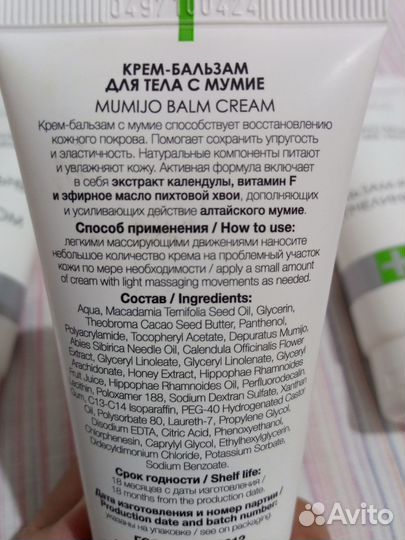 0497100424
КРЕМ-БАЛЬЗАМ
ДЛЯ ТЕЛА С МУМИЕ
MUMIJO BALM CREAM
Крем-бальзам с мумие способствует восстановлению
кожного покрова. Помогает сохранить упругость
и эластичность. Натуральные компоненты питают
и увлажняют кожу. Активная формула включает
в себя экстракт календулы, витамин F
и эфирное масло пихтовой хвои, дополняющих
и усиливающих действие алтайского мумие.
Способ применения / How to use:
легкими массирующими движениями наносите
небольшое количество крема на проблемный участок
кожи по мере необходимости / apply a small amount
of cream with light massaging movements as needed.
Состав / Ingredients:
Aqua, Macadamia Ternifolia Seed Oil, Glycerin,
Theobroma Cacao Seed Butter, Panthenol,
Polyacrylamide, Tocopheryl Acetate, Depuratus Mumijo,
Abies Sibirica Needle Oil, Calendula Officinalis Flower
Extract, Glyceryl Linoleate, Glyceryl Linolenate, Glyceryl
Arachidonate, Honey Extract, Hippophae Rhamnoides
Fruit Juice, Hippophae Rhamnoides Oil, Perfluorodecalin,
Lecithin, Poloxamer 188, Sodium Dextran Sulfate, Xanthan
Gum, C13-C14 Isoparaffin, PEG-40 Hydrogenated Castor
Oil, Polysorbate 80, Laureth-7, Propylene Glycol,
Disodium EDTA, Citric Acid, Phenoxyethanol,
Chlorphenesin, Caprylyl Glycol, Ethylhexylglycerin,
Didecyldimonium Chloride, Potassium Sorbate,
Sodium Benzoate.
Срок годности / Shelf life:
18 месяцев с даты изготовления /
18 months from the production date.
Дата изготовления и номер партии /
Production date and batch number:
указаны на упаковке / see on packaging
Avito